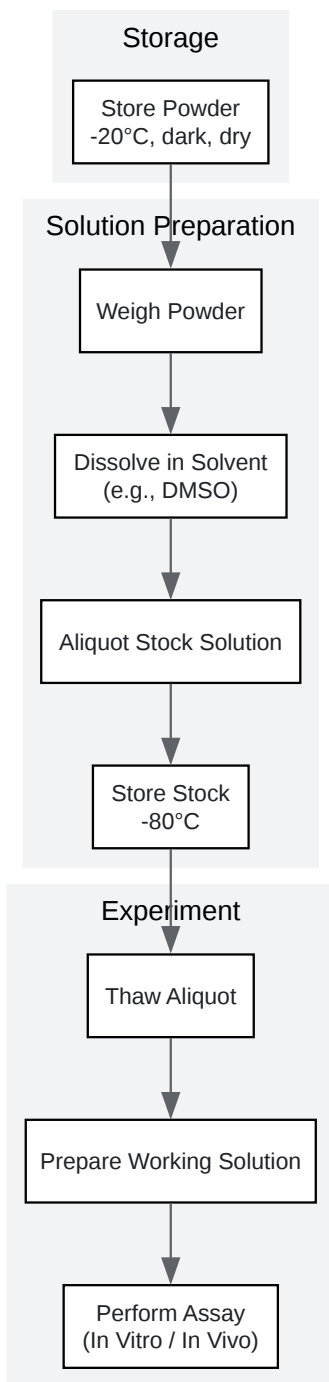 Storage
Store Powder
-20°C, dark, dry
Solution Preparation
Weigh Powder
Dissolve in Solvent
(e.g., DMSO)
Aliquot Stock Solution
Store Stock
-80°C
Experiment
Thaw Aliquot
Prepare Working Solution
Perform Assay
(In Vitro / In Vivo)